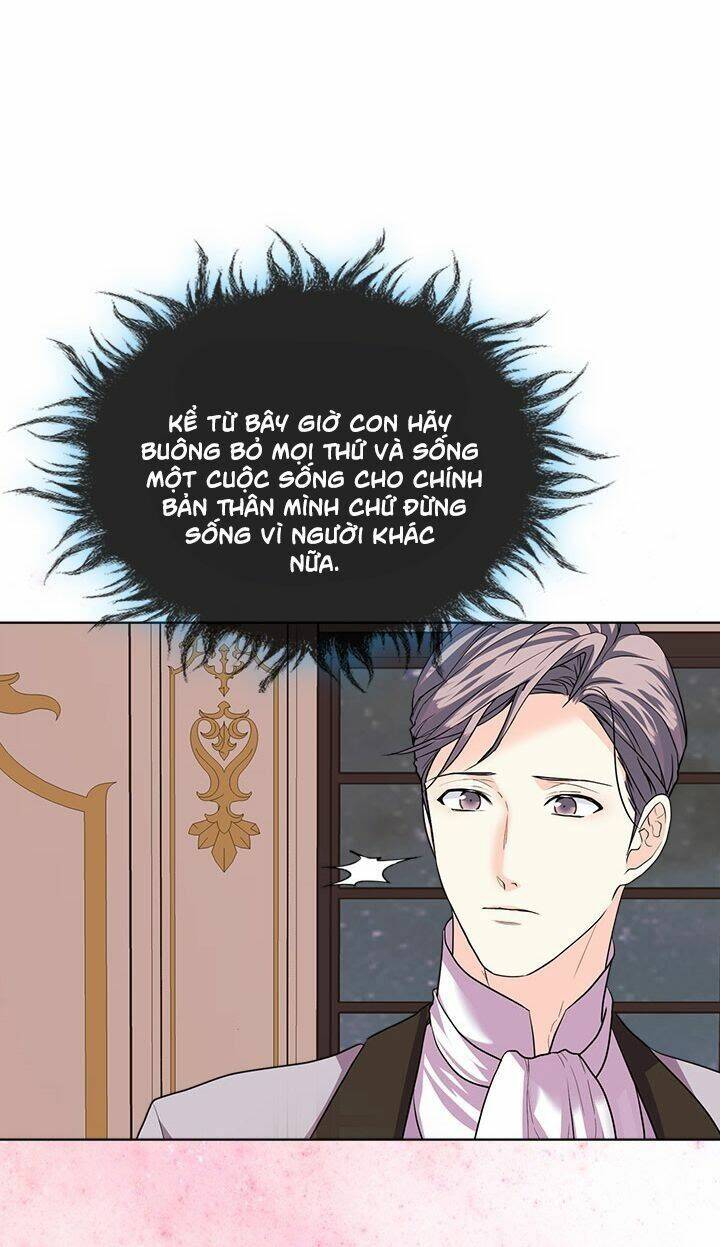 KỂ TỪ BÂY GIỜ CON HÃY
BUÔNG BỎ MỌI THỨ VÀ SỐNG
MỘT CUỘC SỐNG CHO CHÍNH
BẢN THÂN MÌNH CHỨ ĐỪNG
SỐNG VÌ NGƯỜI KHÁC
NỮA.